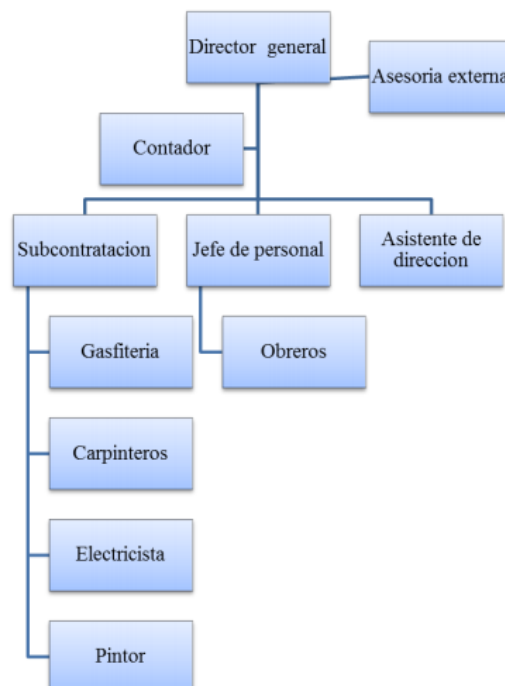 Director general
Asesoria externa
Contador
Subcontratacion
Jefe de personal
Asistente de
direccion
Gasfiteria
Obreros
Carpinteros
Electricista
Pintor